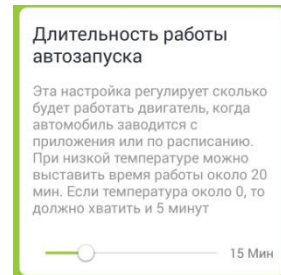 Длительность работы
автозапуска
Эта настройка регулирует сколько
будет работать двигатель, когда
автомобиль заводится с
приложения или по расписанию.
При низкой температуре можно
выставить время работы около 20
мин. Если температура около 0, то
должно хватить и 5 минут
15 Мин